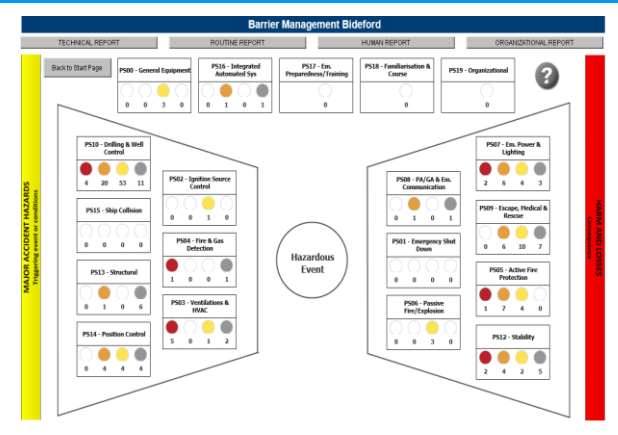 Barrier Management Bideford
TECHNICAL REPORT
ROUTINE REPORT
HUMAN REPORT
ORGANIZATIONAL REPORT
Back to Start Page
PS00 - General Equipment
0 0 3 0
PS16 - Integrated
Automated Sys
0 1 0 1
PS17 - Em.
Preparedness/Training
0
PS18 - Familiarisation &
Course
0
PS19 - Organizational
0
?
MAJOR ACCIDENT HAZARDS
Triggering event or conditions
PS10 - Drilling & Well
Control
4 20 53 11
PS15 - Ship Collision
0 0 0 0
PS13 - Structural
0 1 0 6
PS14 - Position Control
0 4 4 4
PS02 - Ignition Source
Control
0 0 1 0
PS04 - Fire & Gas
Detection
1 0 0 1
PS03 - Ventilations &
HVAC
5 0 1 2
Hazardous
Event
PS08 - PA/GA & Em.
Communication
0 1 0 1
PS01 - Emergency Shut
Down
0 0 0 0
PS06 - Passive
Fire/Explosion
0 0 3 0
PS07 - Em. Power &
Lighting
2 6 4 3
PS09 - Escape, Medical &
Rescue
0 6 10 7
PS05 - Active Fire
Protection
1 7 4 0
PS12 - Stability
2 4 2 5
HARM AND LOSSES
Consequence